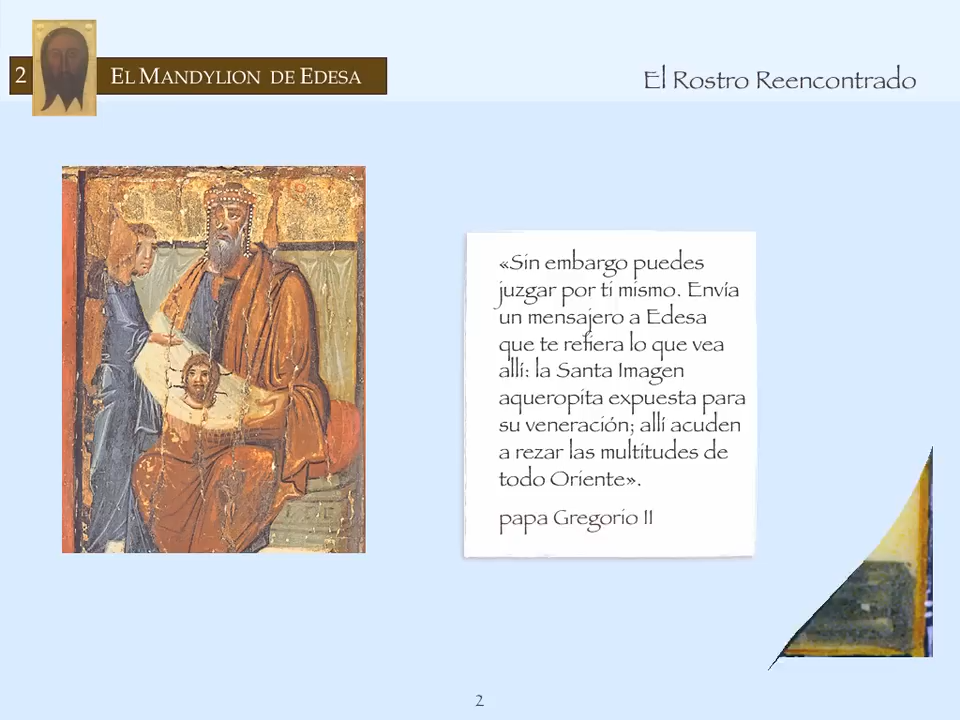 2
EL MANDYLION DE EDESA
El Rostro Reencontrado
«Sin embargo puedes
juzgar por ti mismo. Envía
un mensajero a Edesa
que te refiera lo que vea
allí: la Santa Imagen
aqueropita expuesta para
su veneración; allí acuden
a rezar las multitudes de
todo Oriente».
papa Gregorio II
2